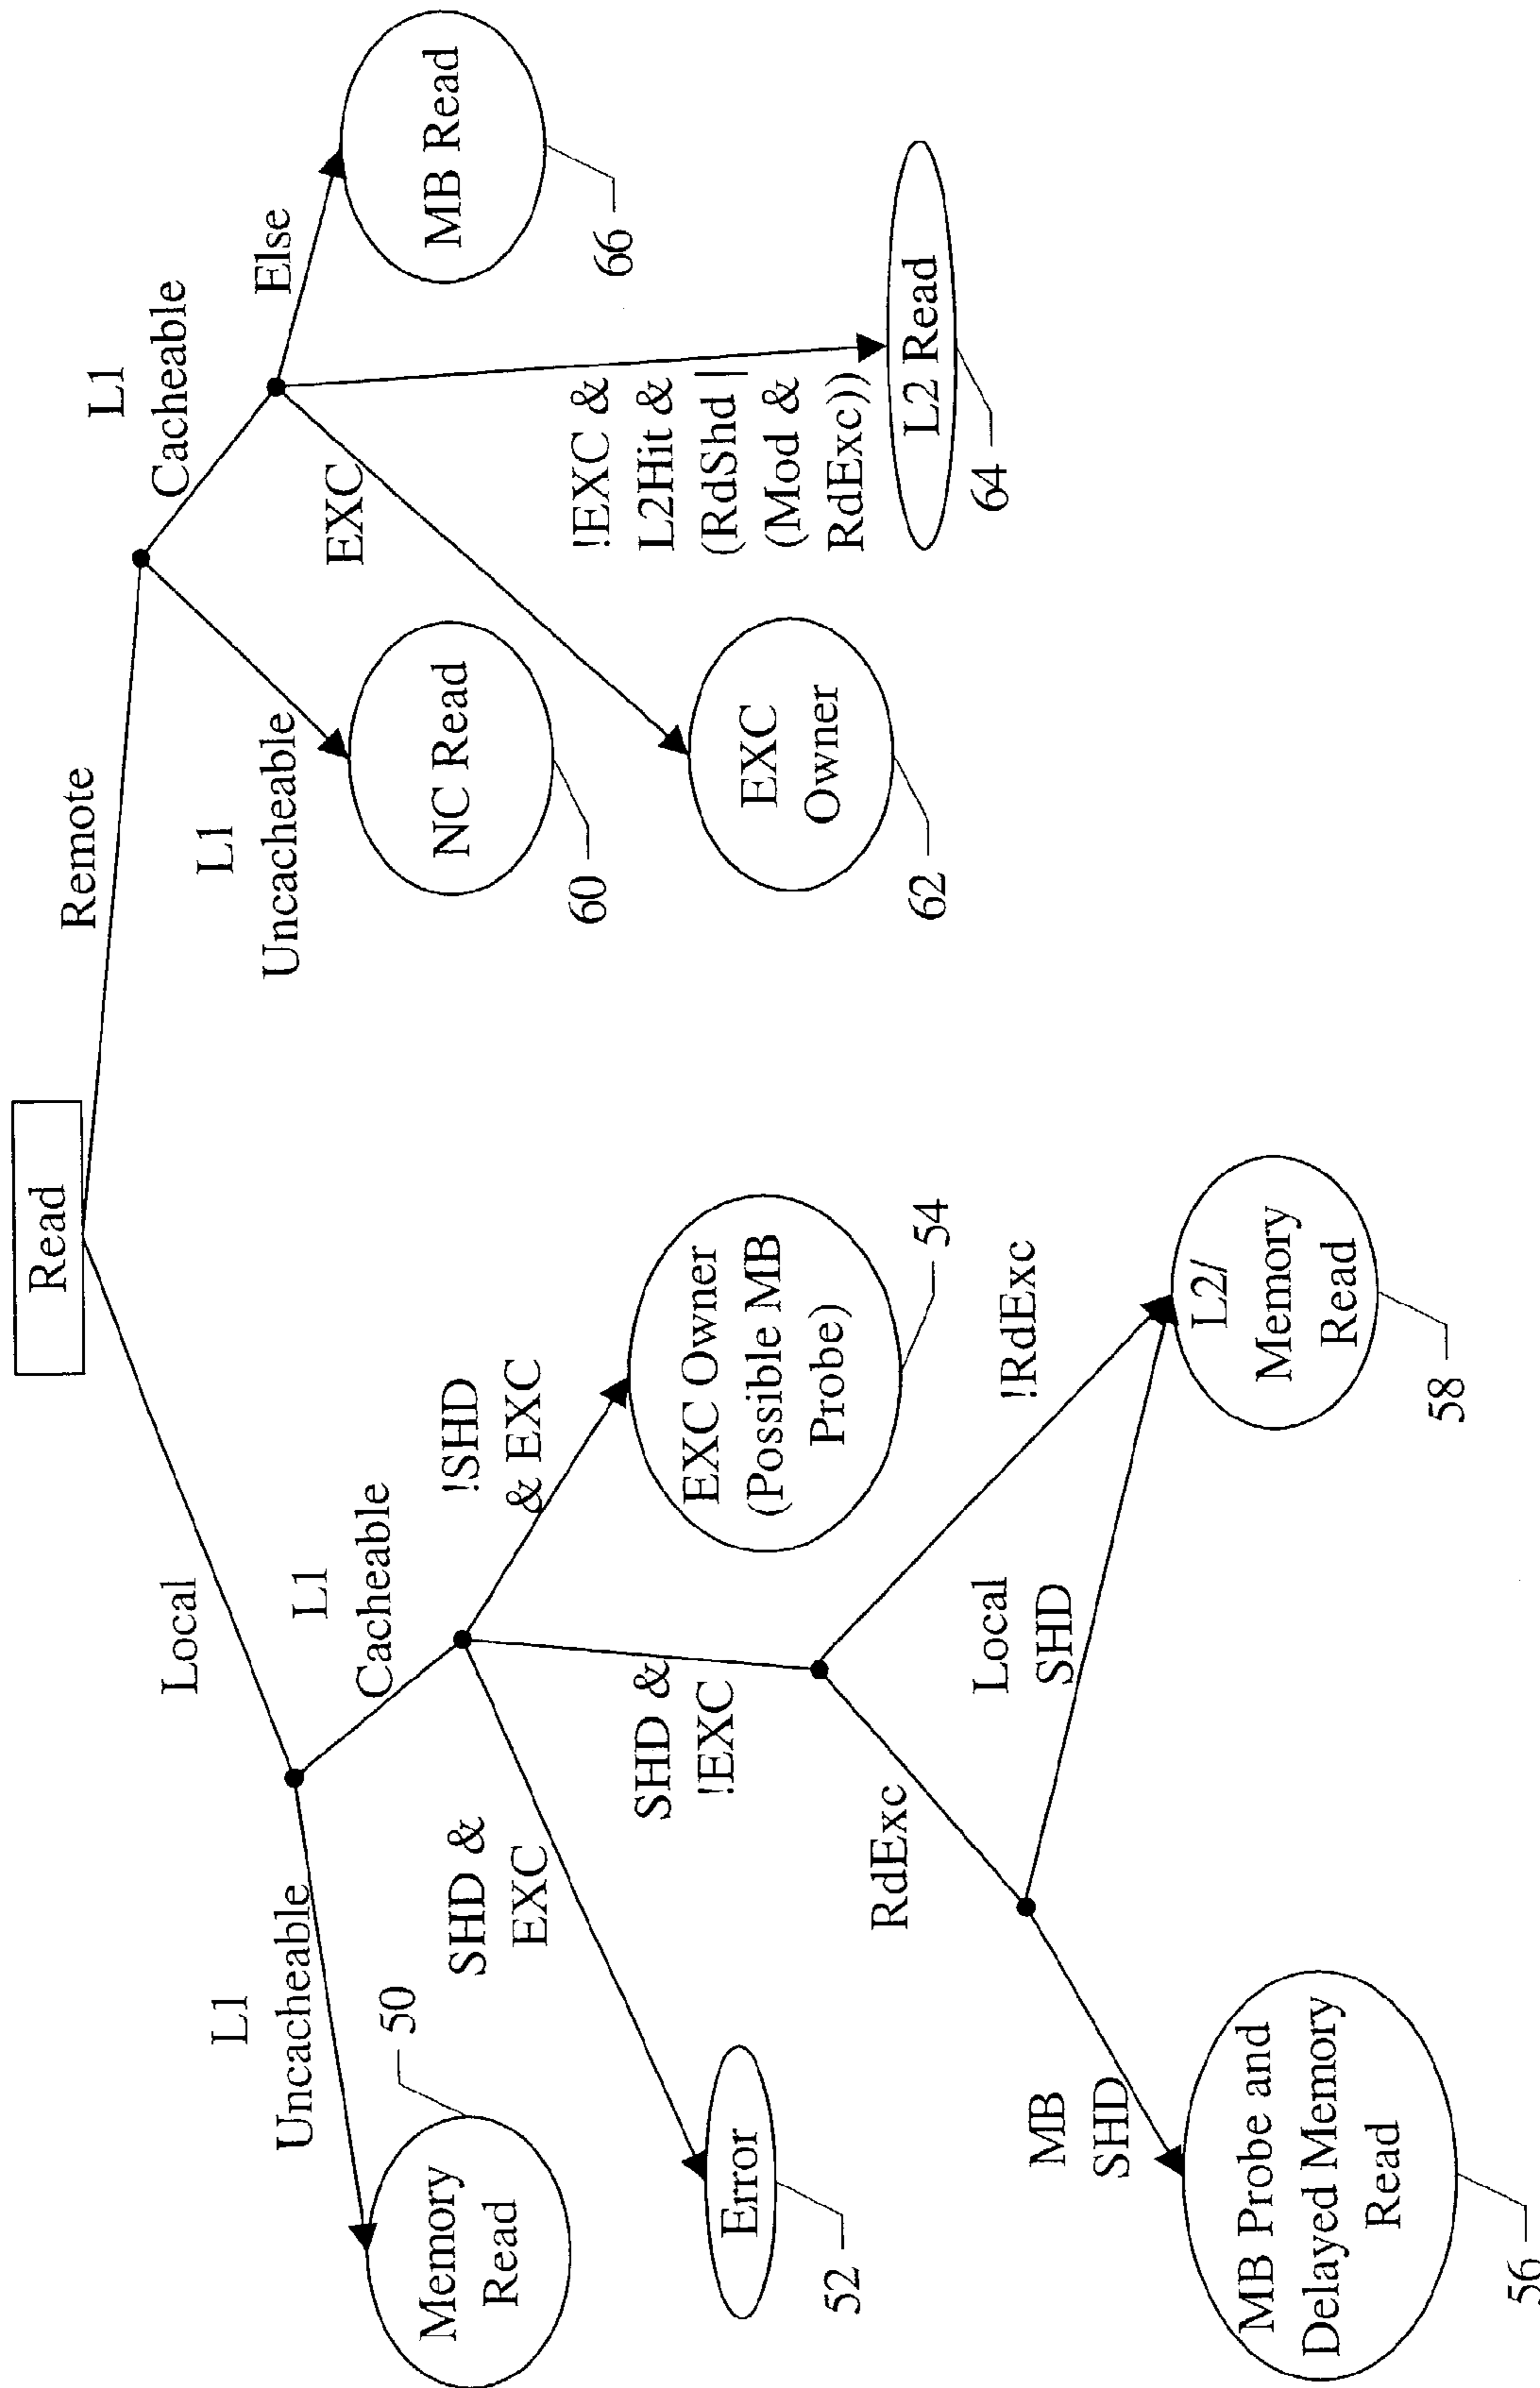 Read
Local
Remote
L1
Uncacheable
L1
Cacheable
L1
Uncacheable
L1
Cacheable
Memory
Read
50
SHD &
EXC
!SHD
& EXC
SHD &
!EXC
Error
52
EXC Owner
(Possible MB
Probe)
54
RdExc
!RdExc
MB
SHD
Local
SHD
MB Probe and
Delayed Memory
Read
56
L2/
Memory
Read
58
NC Read
60
EXC
Else
!EXC &
L2Hit &
(RdShd |
(Mod &
RdExc))
EXC
Owner
62
L2 Read
64
MB Read
66